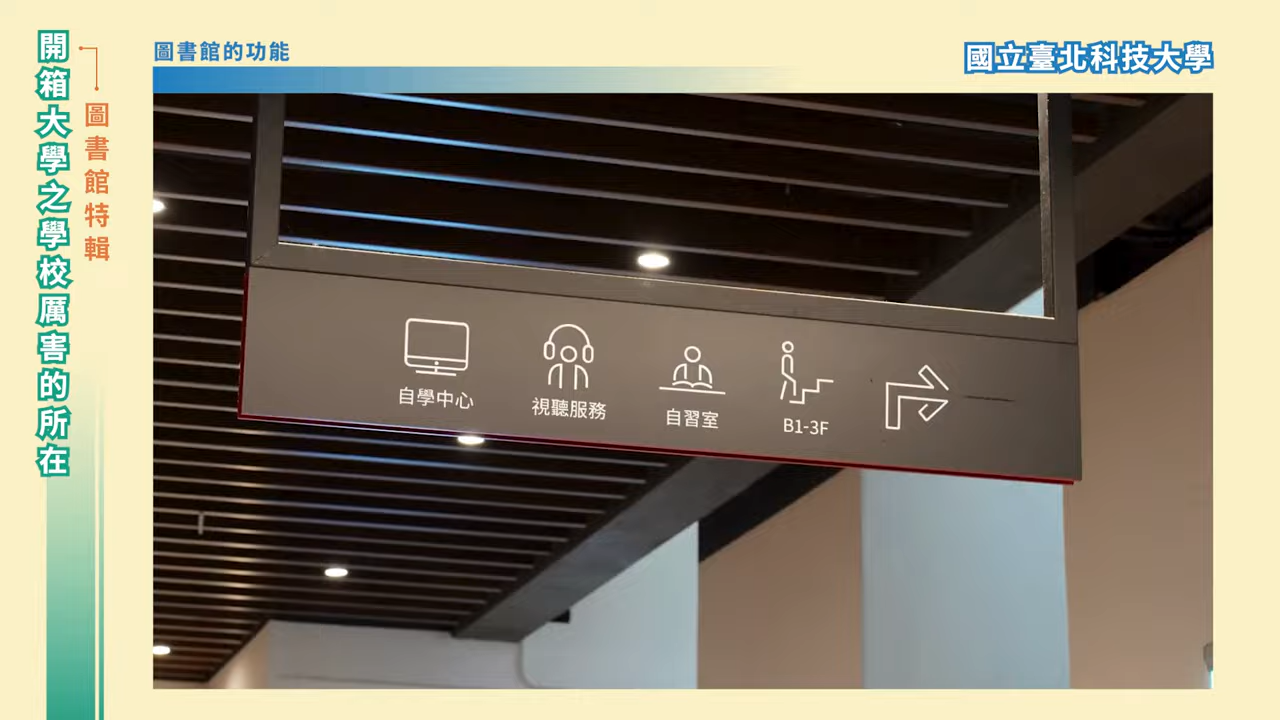 開箱大學之學校厲害的所在
圖書館特輯
圖書館的功能
國立臺北科技大學
自學中心
視聽服務
自習室
B1-3F